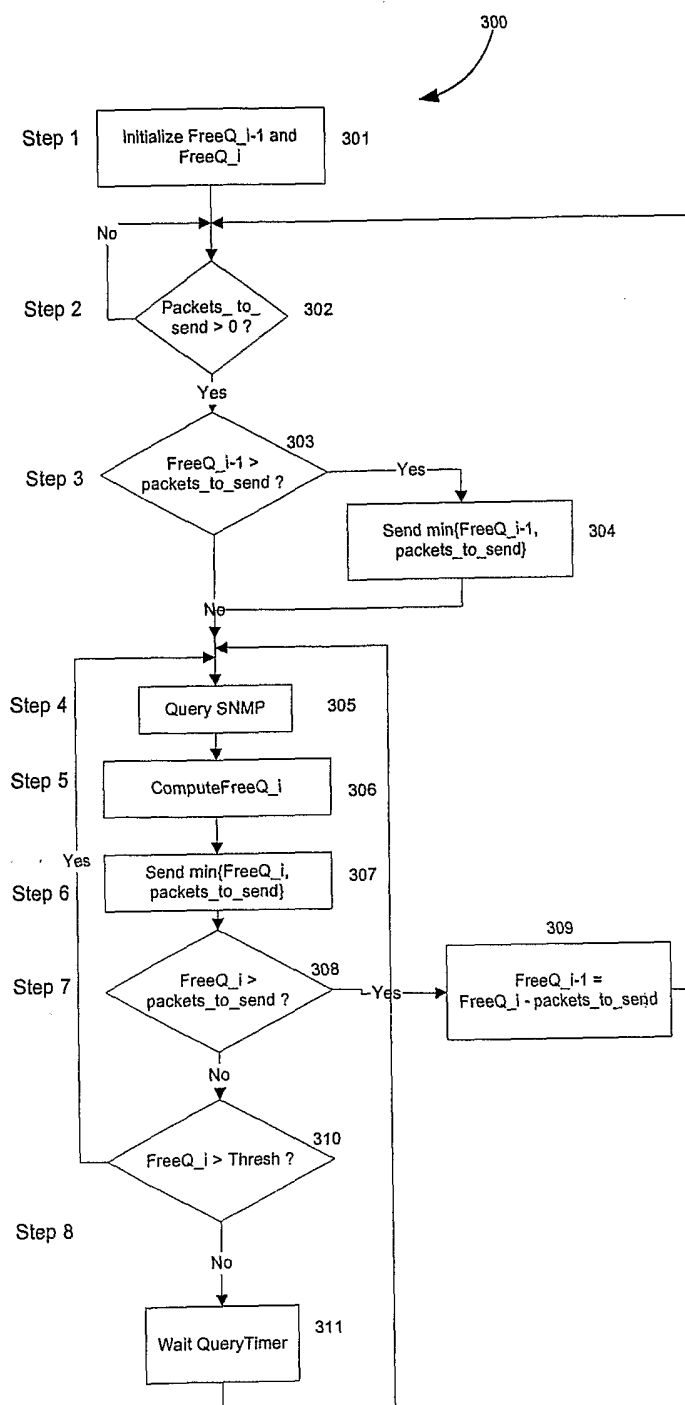 300
Step 1
Initialize FreeQ_i-1 and
FreeQ_i
301
No
Step 2
Packets_ to_
send > 0 ?
302
Yes
303
Step 3
FreeQ_i-1 >
packets_to_send ?
Yes
Send min{FreeQ_i-1,
packets_to_send}
304
No
Step 4
Query SNMP
305
Step 5
ComputeFreeQ_i
306
Yes
Step 6
Send min{FreeQ_i,
packets_to_send}
307
309
Step 7
FreeQ_i >
packets_to_send ?
308
Yes
FreeQ_i-1 =
FreeQ_i - packets_to_send
No
310
FreeQ_i > Thresh ?
Step 8
No
Wait QueryTimer
311